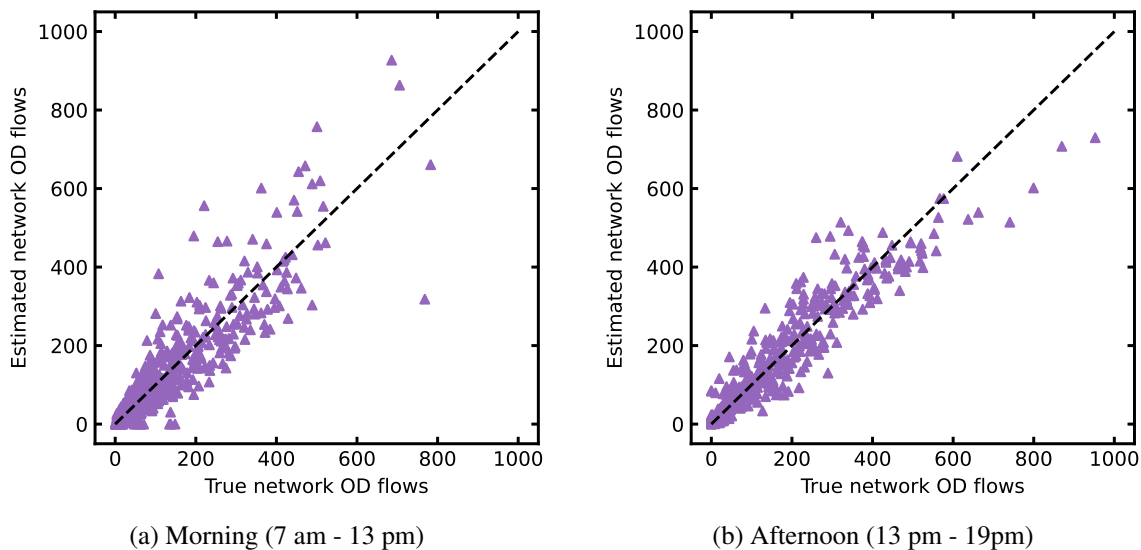 1000
800
600
400
200
0
Estimated network OD flows
0 200 400 600 800 1000
True network OD flows
(a) Morning (7 am - 13 pm)
1000
800
600
400
200
0
Estimated network OD flows
0 200 400 600 800 1000
True network OD flows
(b) Afternoon (13 pm - 19pm)